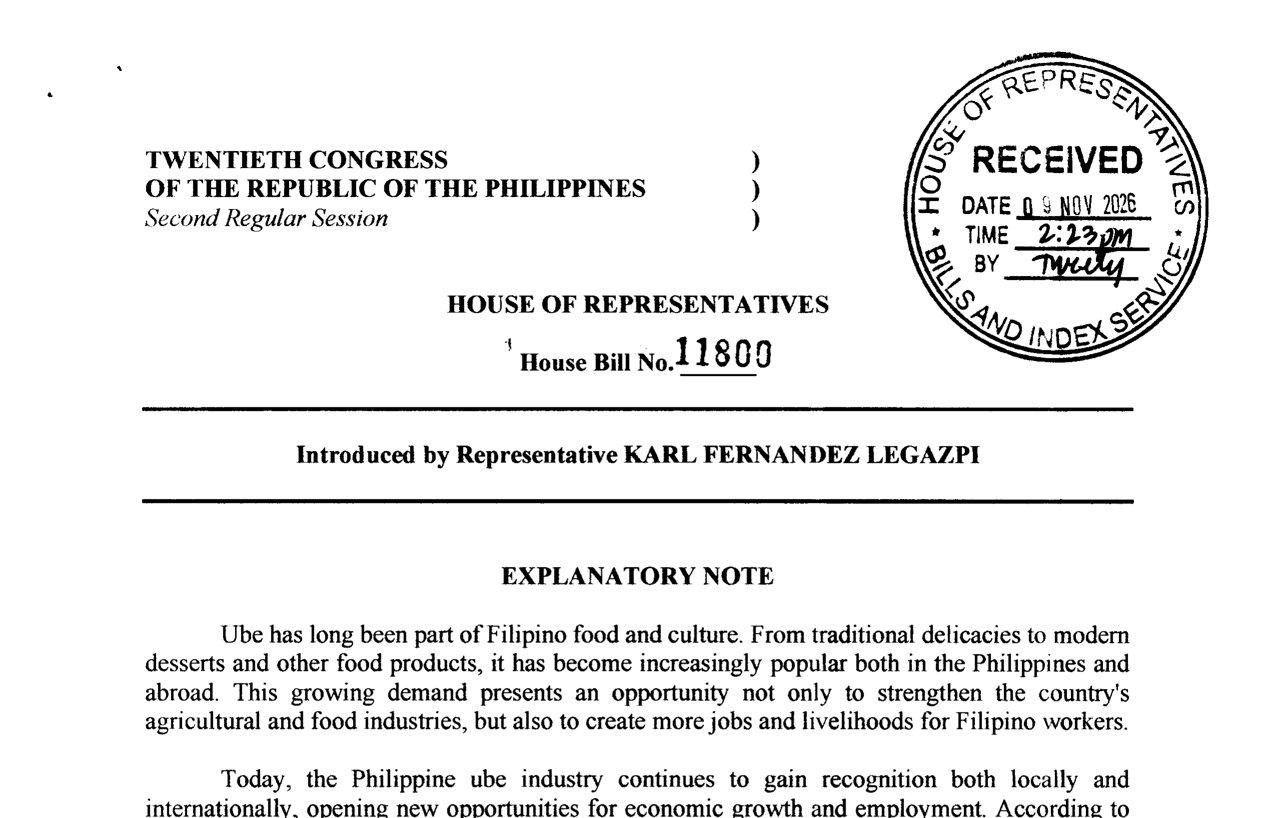 TWENTIETH CONGRESS )
OF THE REPUBLIC OF THE PHILIPPINES )
Second Regular Session )
HOUSE OF REPRESENTATIVES
BILLS AND INDEX SERVICE
RECEIVED
DATE 09 NOV 2026
TIME 2:23pm
BY Tweety
HOUSE OF REPRESENTATIVES
House Bill No. 11800
Introduced by Representative KARL FERNANDEZ LEGAZPI
EXPLANATORY NOTE
Ube has long been part of Filipino food and culture. From traditional delicacies to modern
desserts and other food products, it has become increasingly popular both in the Philippines and
abroad. This growing demand presents an opportunity not only to strengthen the country's
agricultural and food industries, but also to create more jobs and livelihoods for Filipino workers.
Today, the Philippine ube industry continues to gain recognition both locally and
internationally, opening new opportunities for economic growth and employment. According to